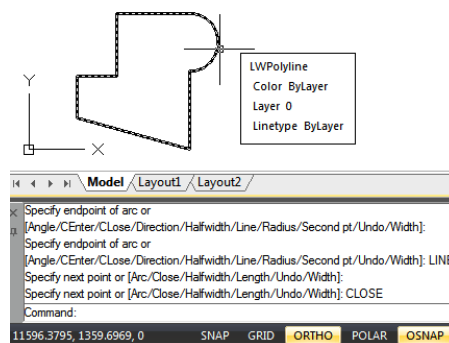 LWPolyline
Color ByLayer
Layer 0
Linetype ByLayer
Y
X
Model Layout1 Layout2
Specify endpoint of arc or
[Angle/CEnter/CLose/Direction/Halfwidth/Line/Radius/Second pt/Undo/Width]:
Specify endpoint of arc or
[Angle/CEnter/CLose/Direction/Halfwidth/Line/Radius/Second pt/Undo/Width]: LINE
Specify next point or [Arc/Close/Halfwidth/Length/Undo/Width]:
Specify next point or [Arc/Close/Halfwidth/Length/Undo/Width]: CLOSE
Command:
11596.3795, 1359.6969, 0 SNAP GRID ORTHO POLAR OSNAP